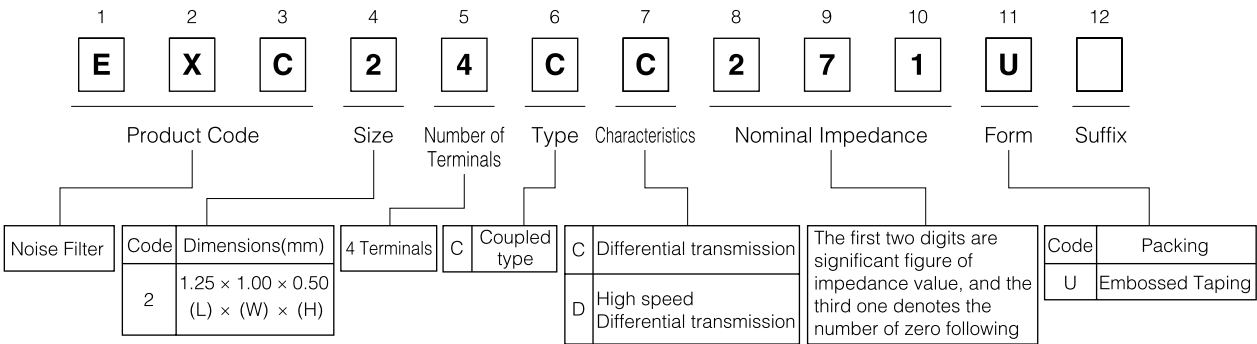 1 2 3 4 5 6 7 8 9 10 11 12
E X C 2 4 C C 2 7 1 U
Product Code Size Number of Terminals Type Characteristics Nominal Impedance Form Suffix
Noise Filter
Code Dimensions(mm)
2 1.25 × 1.00 × 0.50
(L) × (W) × (H)
4 Terminals
C Coupled
type
C Differential transmission
D High speed
Differential transmission
The first two digits are
significant figure of
impedance value, and the
third one denotes the
number of zero following
Code Packing
U Embossed Taping